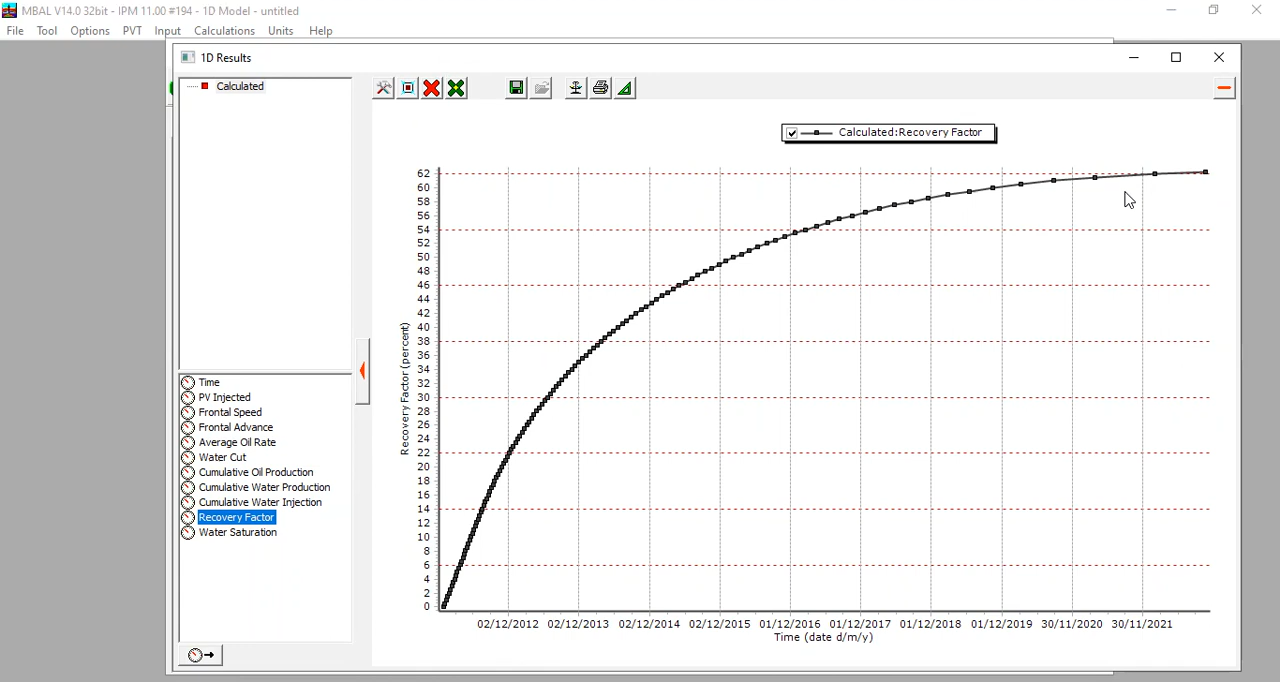 MBAL V14.0 32bit - IPM 11.00 #194 - 1D Model - untitled
File Tool Options PVT Input Calculations Units Help
1D Results
Calculated
Calculated:Recovery Factor
62
60
58
56
54
52
50
48
46
44
42
40
38
36
34
32
30
28
26
24
22
20
18
16
14
12
10
8
6
4
2
0
Recovery Factor (percent)
02/12/2012 02/12/2013 02/12/2014 02/12/2015 01/12/2016 01/12/2017 01/12/2018 01/12/2019 30/11/2020 30/11/2021
Time (date d/m/y)
Time
PV Injected
Frontal Speed
Frontal Advance
Average Oil Rate
Water Cut
Cumulative Oil Production
Cumulative Water Production
Cumulative Water Injection
Recovery Factor
Water Saturation